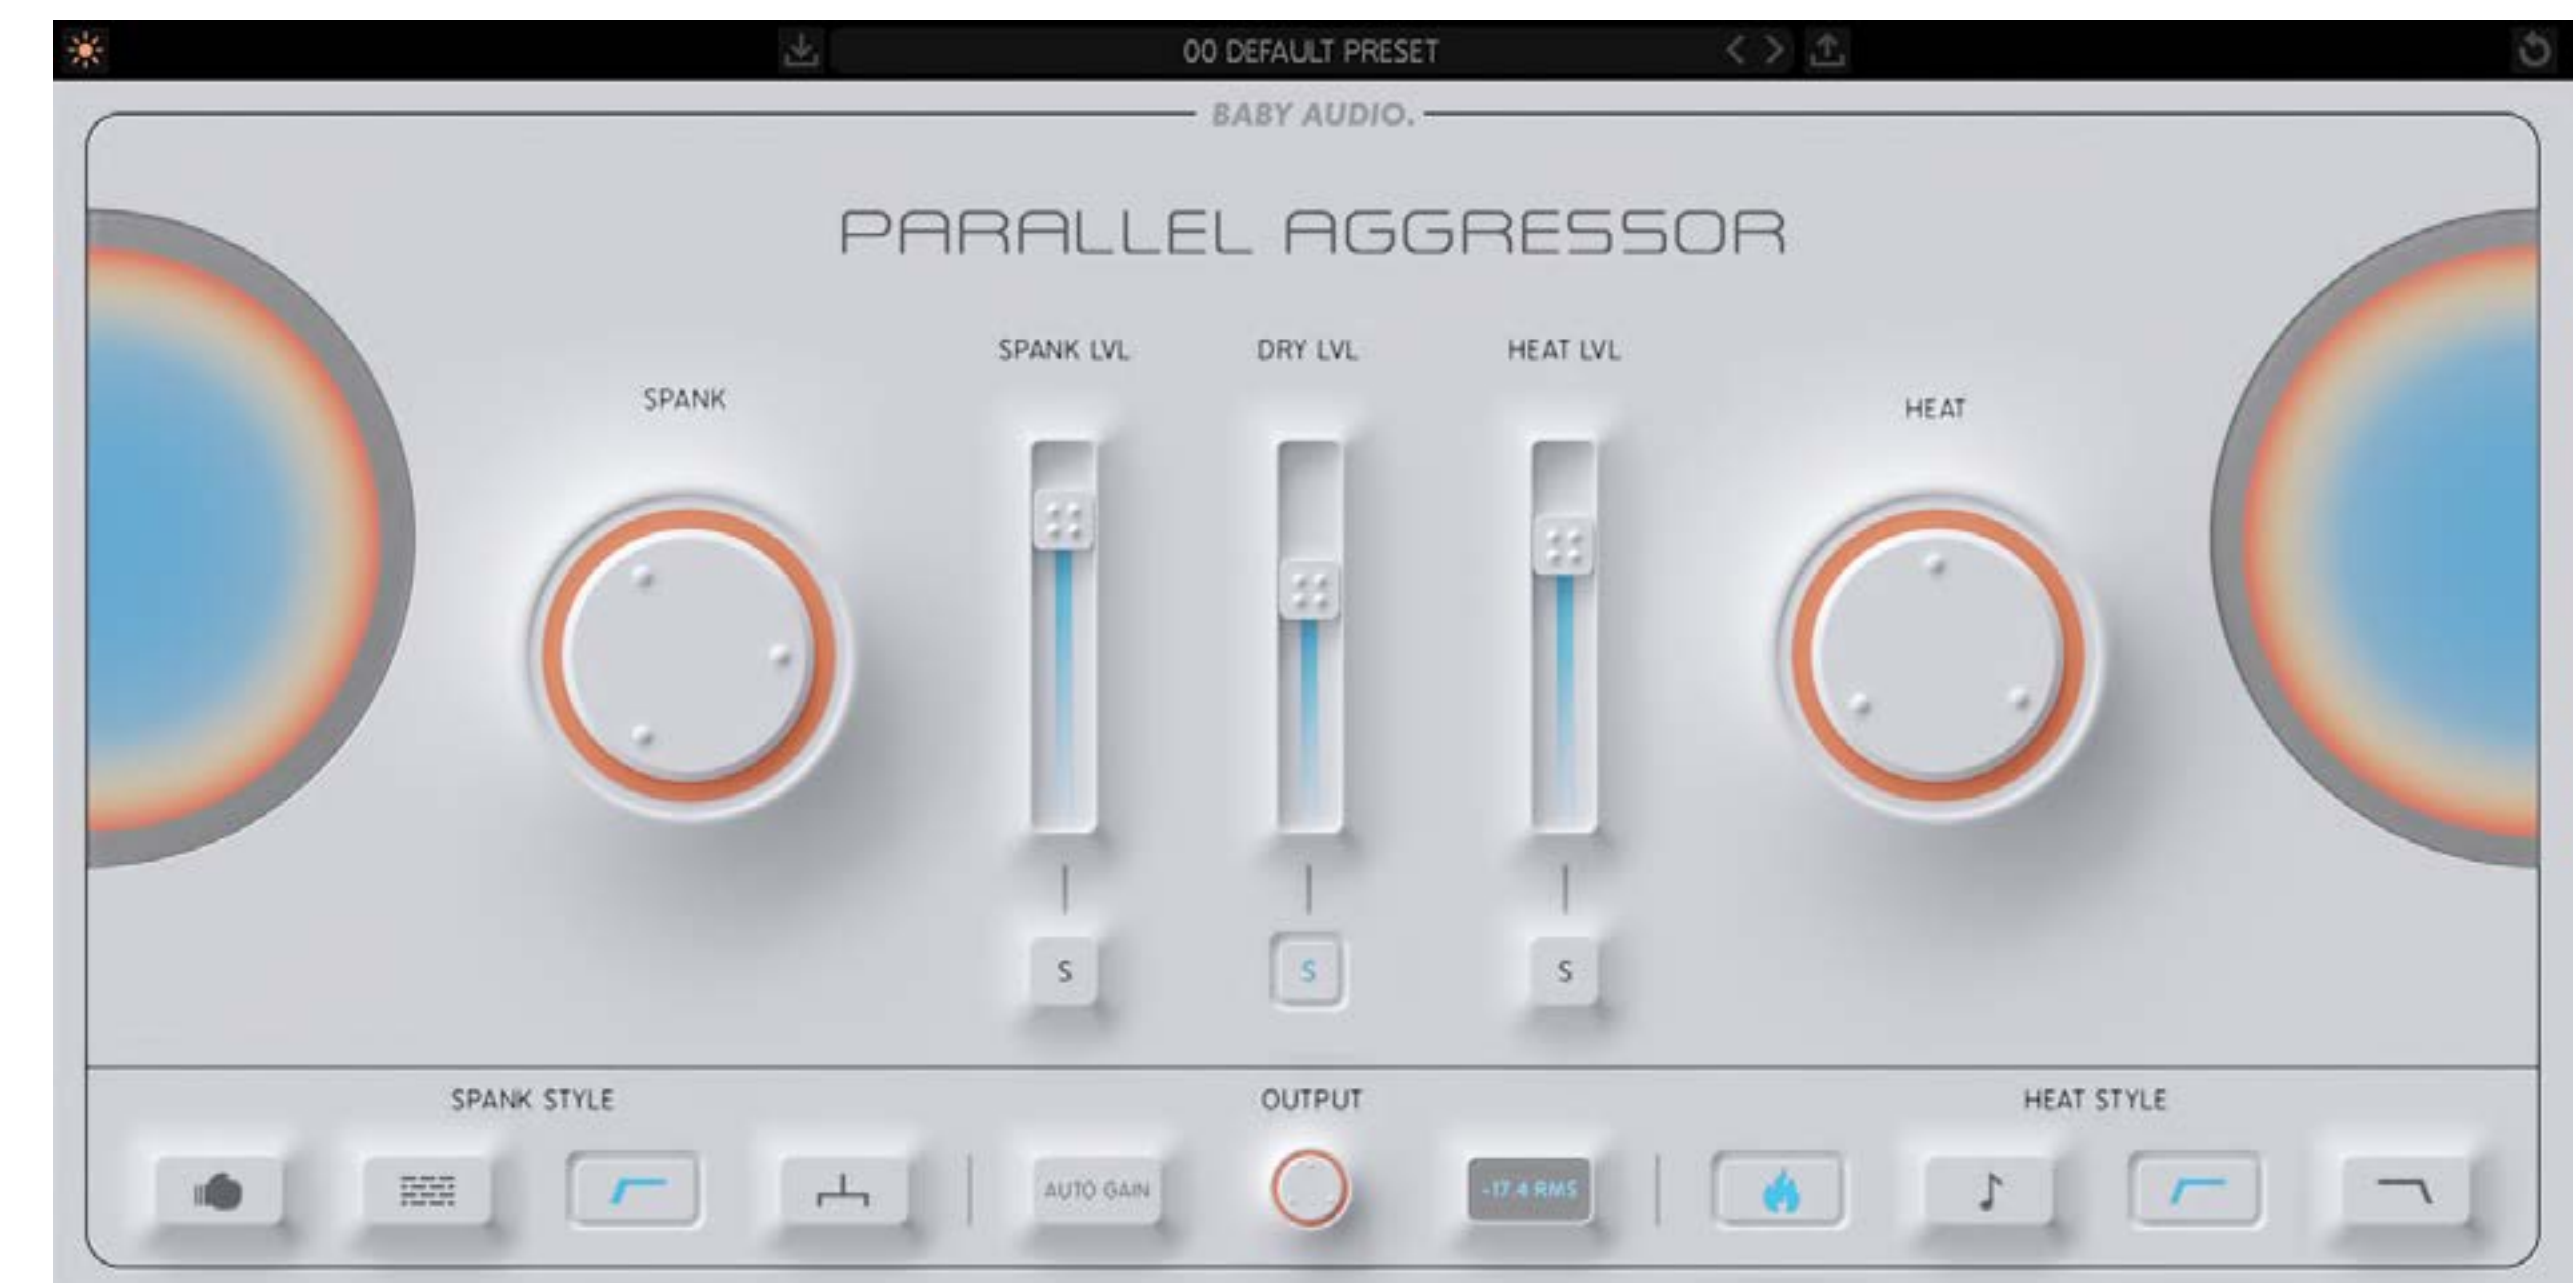 00 DEFAULT PRESET
BABY AUDIO.
PARALLEL AGGRESSOR
SPANK LVL
DRY LVL
HEAT LVL
SPANK
HEAT
S
S
S
SPANK STYLE
OUTPUT
HEAT STYLE
AUTO GAIN
-17.4 RMS